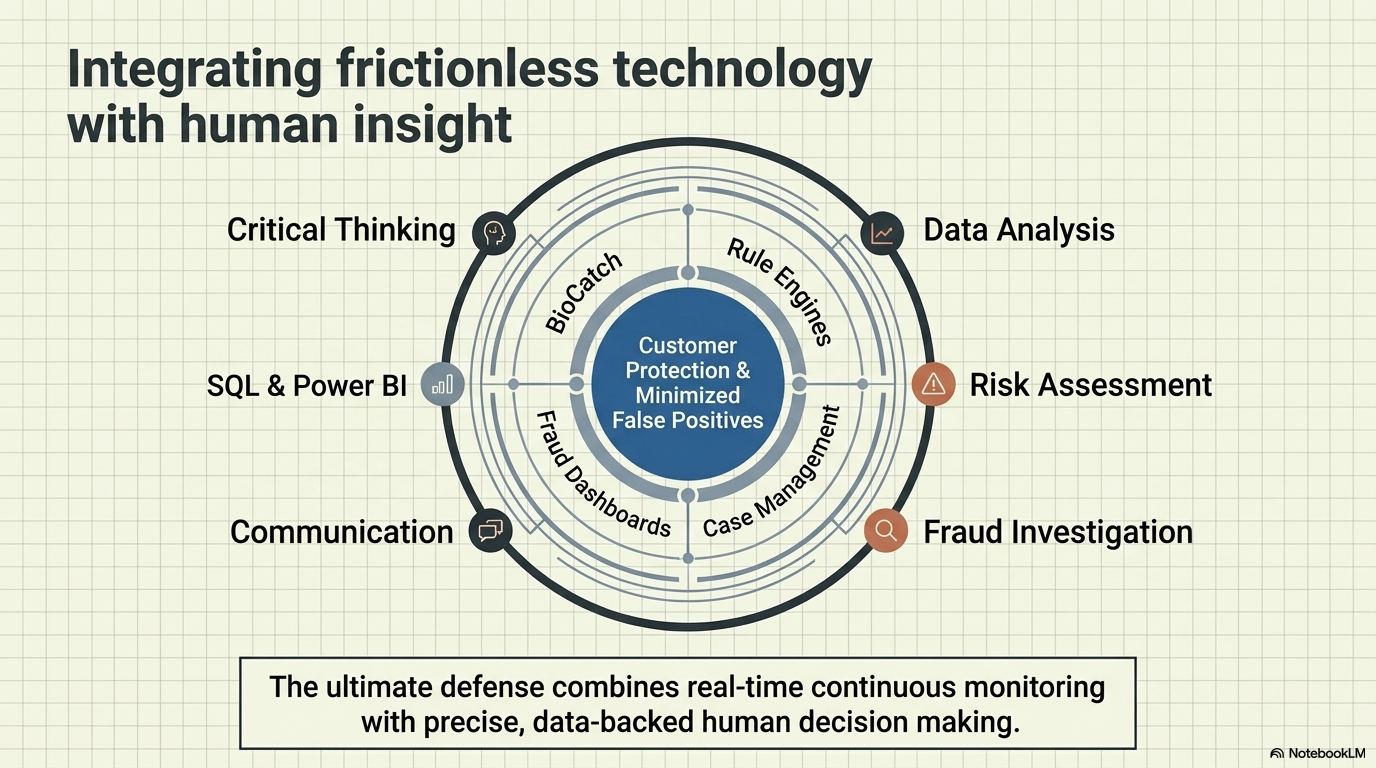 Integrating frictionless technology
with human insight
Critical Thinking
Data Analysis
BioCatch
Rule Engines
Customer
Protection &
Minimized
False Positives
SQL & Power BI
Risk Assessment
Fraud Dashboards
Case Management
Communication
Fraud Investigation
The ultimate defense combines real-time continuous monitoring
with precise, data-backed human decision making.
NotebookLM